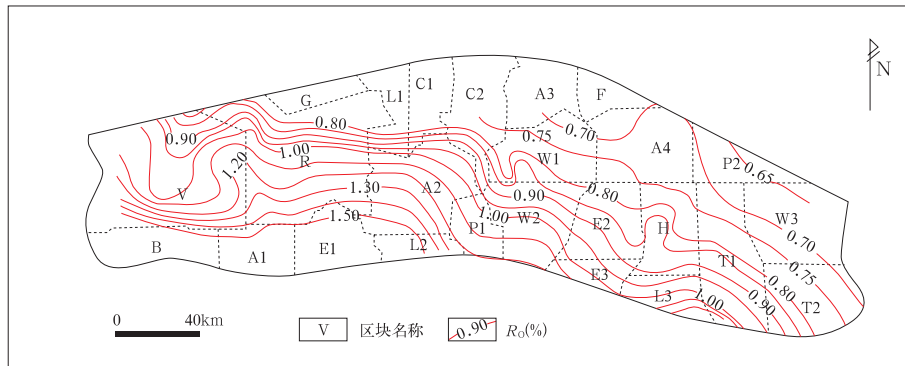 N
G
L1
C1
C2
A3
F
0.80
0.75
0.70
0.90
1.00
R
W1
A4
P2
0.65
1.20
V
1.30
A2
0.90
0.80
1.50
P1
1.00
W2
E2
H
W3
0.70
B
A1
E1
L2
E3
T1
0.75
L3
1.00
0.90
0.80
T2
0 40km
V 区块名称 0.90 RO(%)